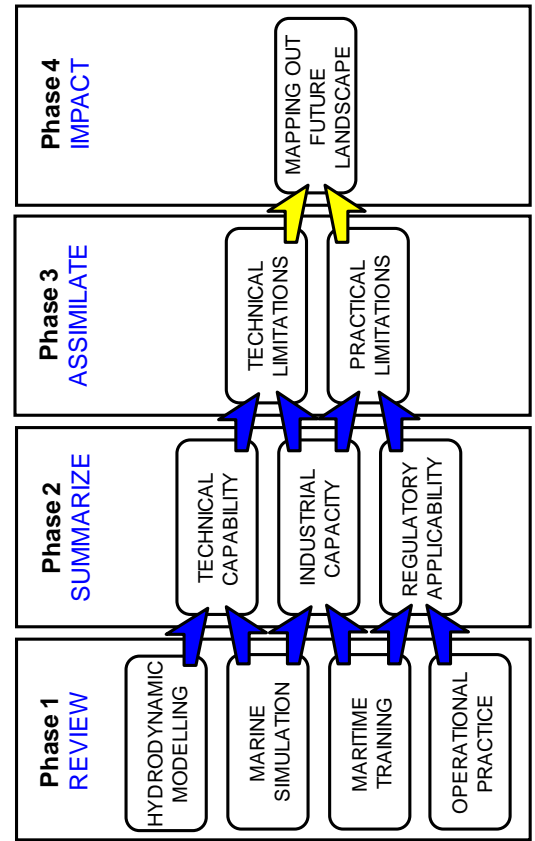 Phase 1
REVIEW
HYDRODYNAMIC
MODELLING
MARINE
SIMULATION
MARITIME
TRAINING
OPERATIONAL
PRACTICE
Phase 2
SUMMARIZE
TECHNICAL
CAPABILITY
INDUSTRIAL
CAPACITY
REGULATORY
APPLICABILITY
Phase 3
ASSIMILATE
TECHNICAL
LIMITATIONS
PRACTICAL
LIMITATIONS
Phase 4
IMPACT
MAPPING OUT
FUTURE
LANDSCAPE